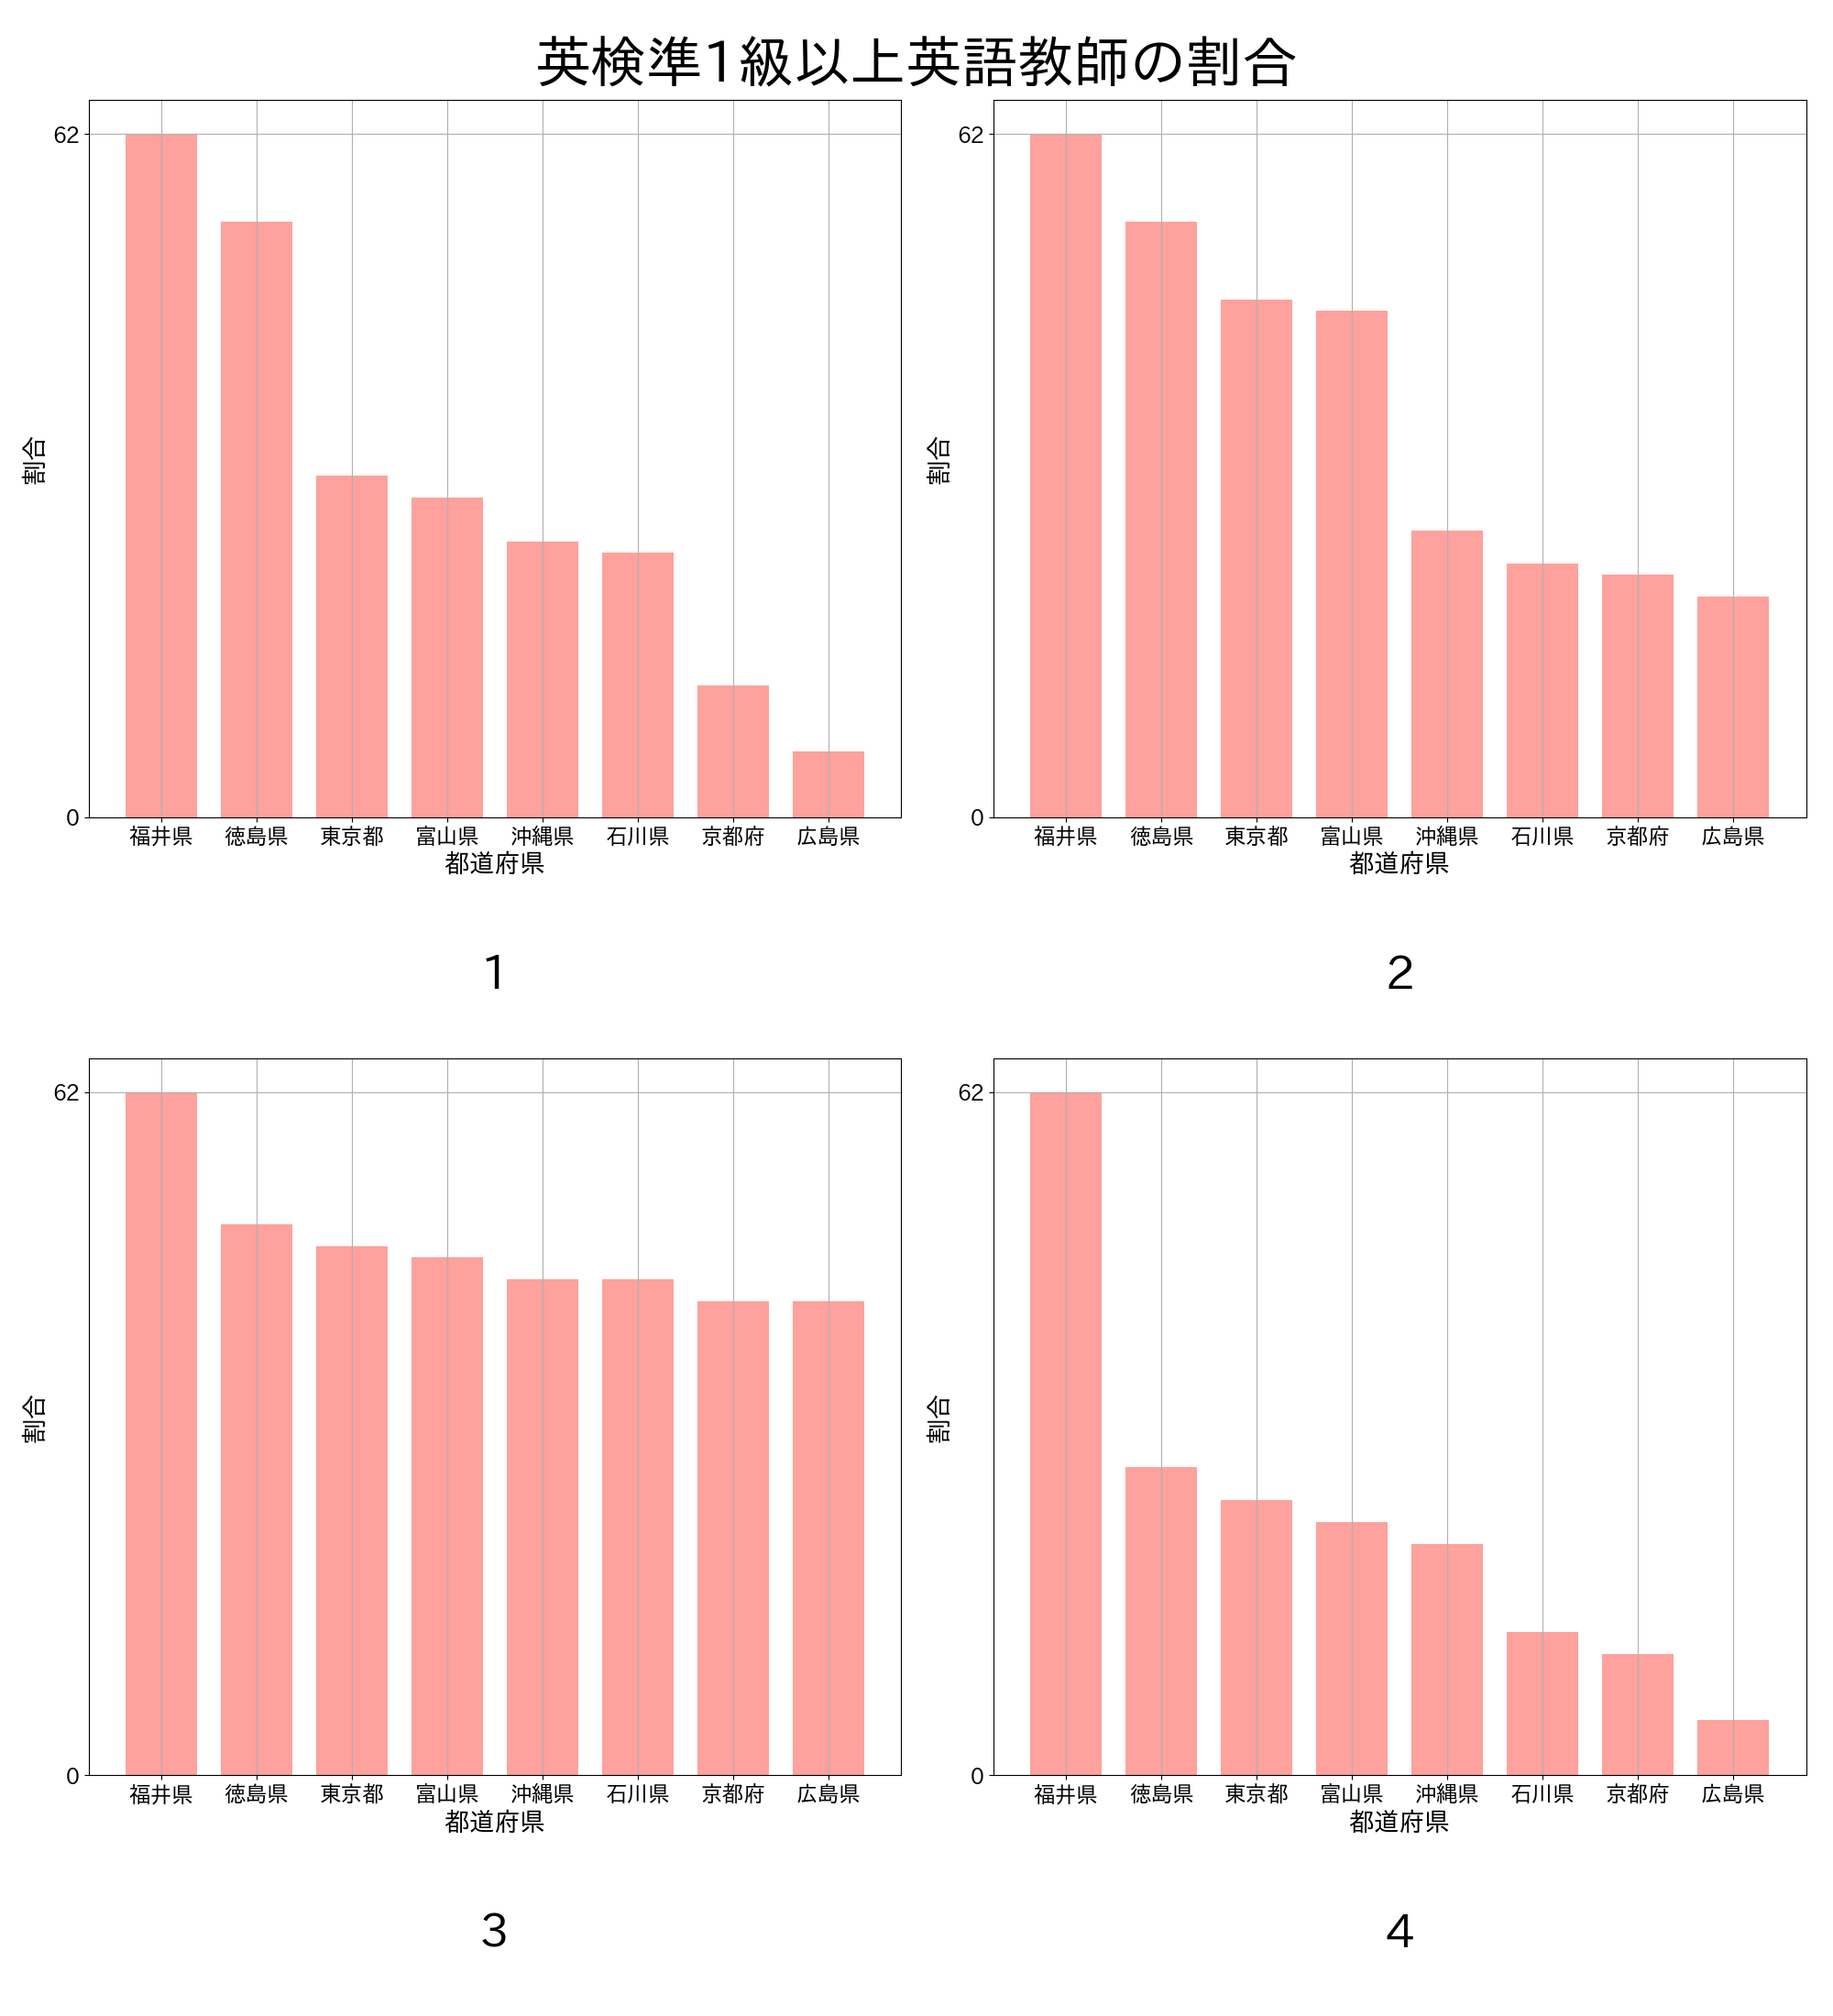 英検準1級以上英語教師の割合
62
0
割合
福井県 徳島県 東京都 富山県 沖縄県 石川県 京都府 広島県
都道府県
1
62
0
割合
福井県 徳島県 東京都 富山県 沖縄県 石川県 京都府 広島県
都道府県
2
62
0
割合
福井県 徳島県 東京都 富山県 沖縄県 石川県 京都府 広島県
都道府県
3
62
0
割合
福井県 徳島県 東京都 富山県 沖縄県 石川県 京都府 広島県
都道府県
4